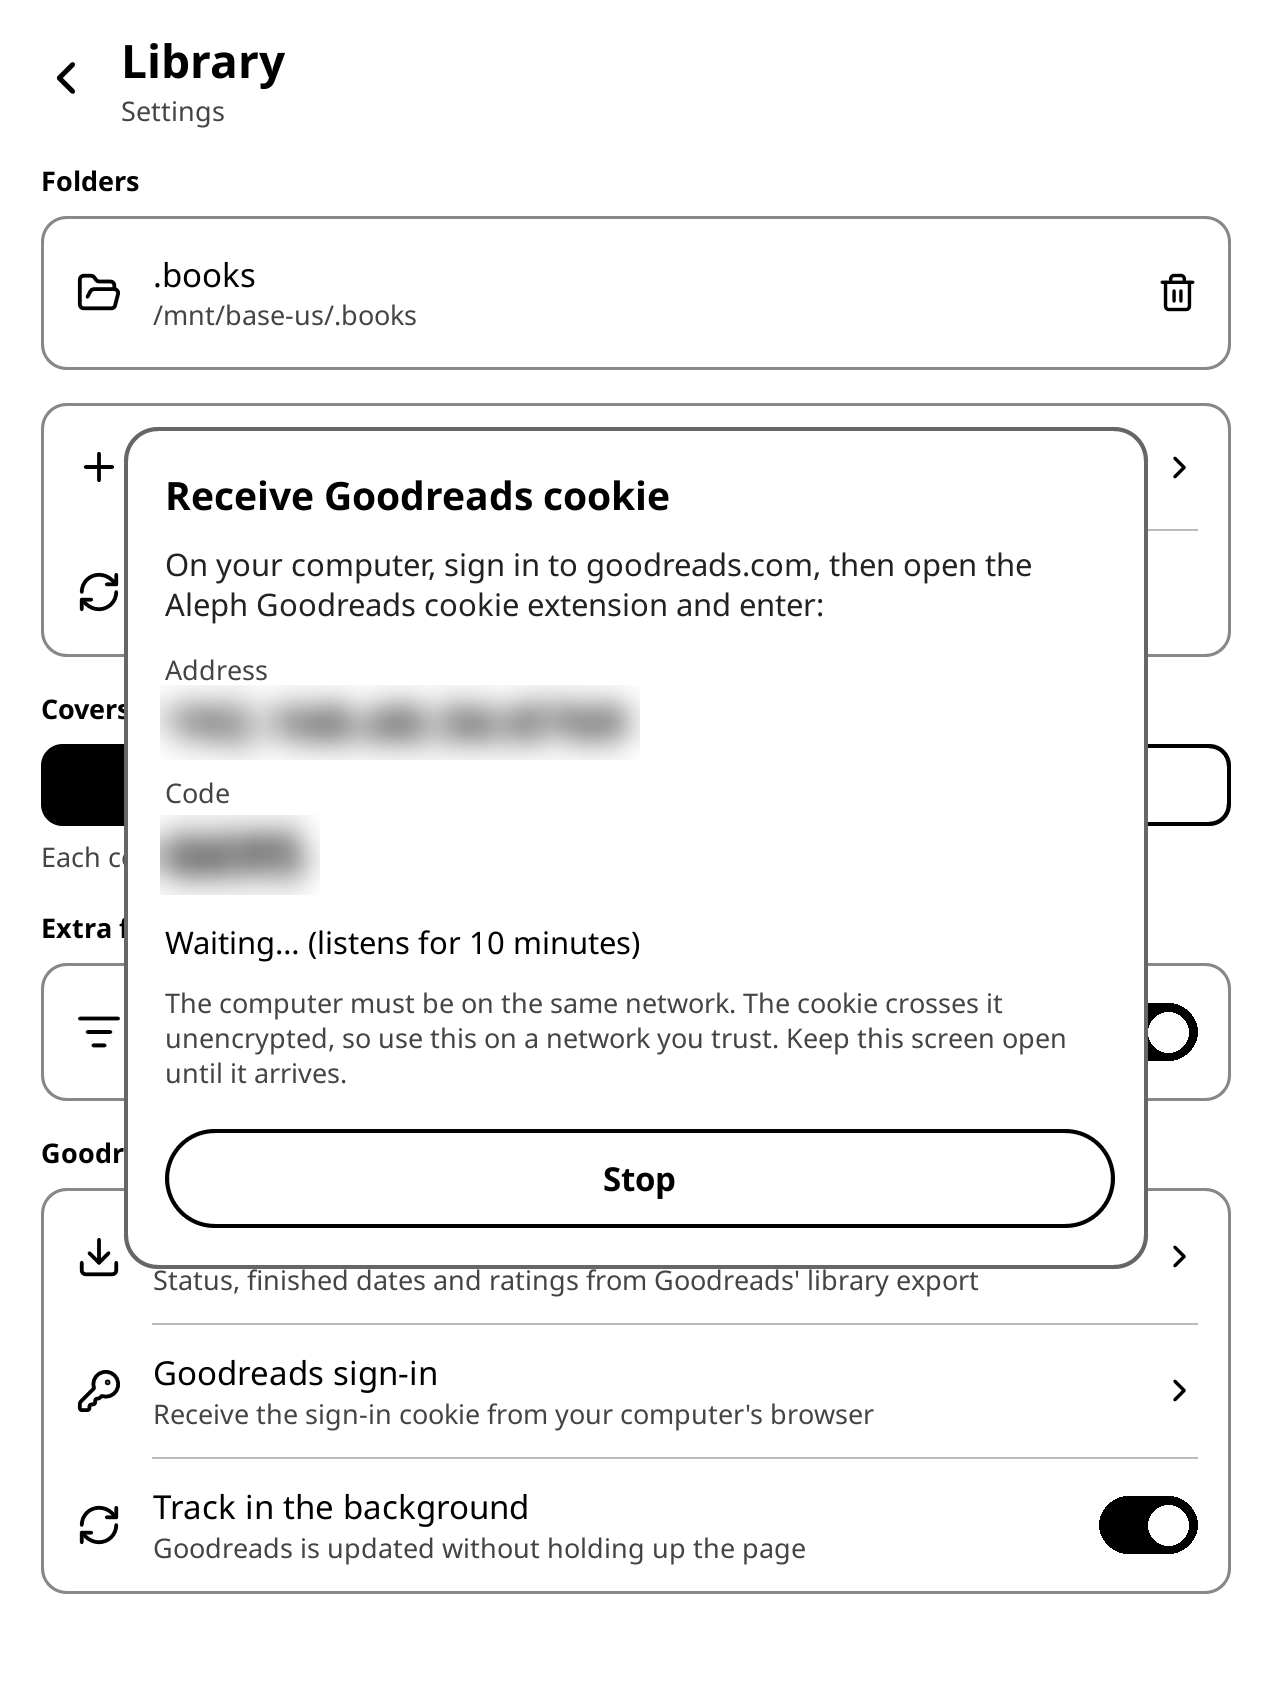 Library
Settings
Folders
.books
/mnt/base-us/.books
Receive Goodreads cookie
On your computer, sign in to goodreads.com, then open the
Aleph Goodreads cookie extension and enter:
Address
Code
Waiting... (listens for 10 minutes)
The computer must be on the same network. The cookie crosses it
unencrypted, so use this on a network you trust. Keep this screen open
until it arrives.
Stop
Covers
Each
Extra
Status, finished dates and ratings from Goodreads' library export
Goodreads sign-in
Receive the sign-in cookie from your computer's browser
Track in the background
Goodreads is updated without holding up the page